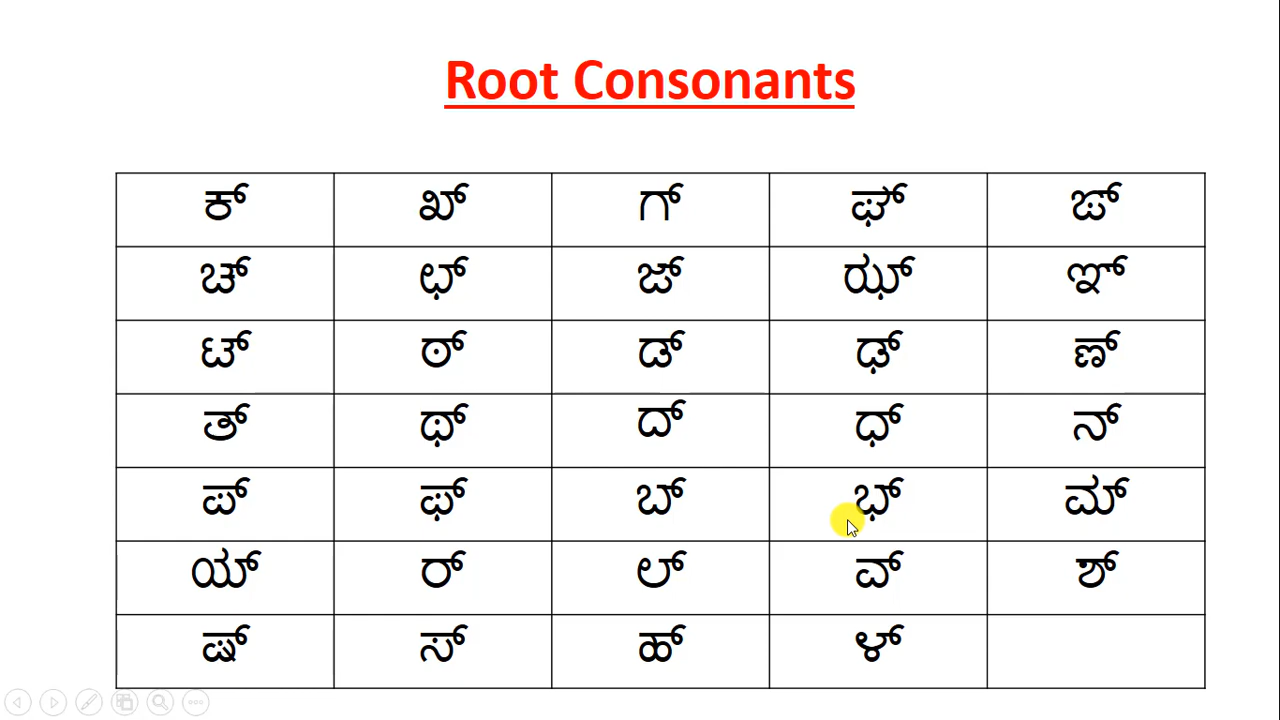 Root Consonants
ಕ್ ಖ್ ಗ್ ಘ್ ಙ್
ಚ್ ಛ್ ಜ್ ಝ್ ಞ್
ಟ್ ಠ್ ಡ್ ಢ್ ಣ್
ತ್ ಥ್ ದ್ ಧ್ ನ್
ಪ್ ಫ್ ಬ್ ಭ್ ಮ್
ಯ್ ರ್ ಲ್ ವ್ ಶ್
ಷ್ ಸ್ ಹ್ ಳ್